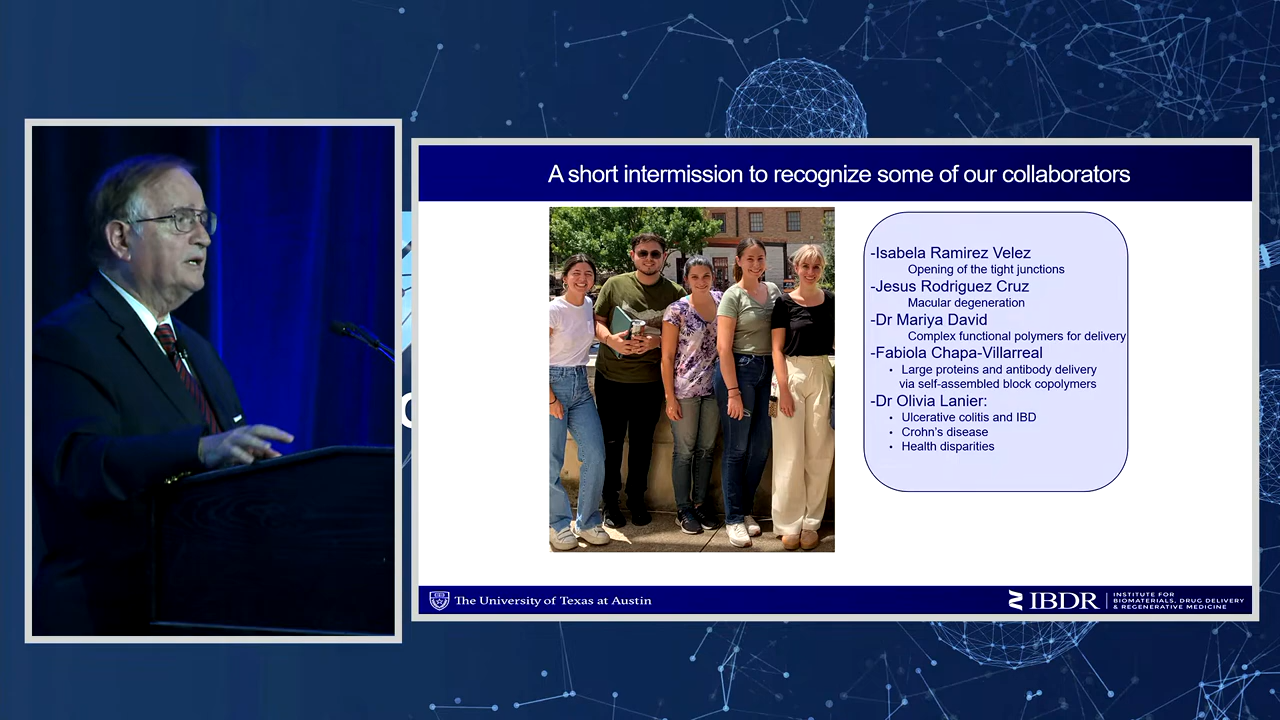 A short intermission to recognize some of our collaborators
-Isabela Ramirez Velez
Opening of the tight junctions
-Jesus Rodriguez Cruz
Macular degeneration
-Dr Mariya David
Complex functional polymers for delivery
-Fabiola Chapa-Villarreal
• Large proteins and antibody delivery
via self-assembled block copolymers
-Dr Olivia Lanier:
• Ulcerative colitis and IBD
• Crohn's disease
• Health disparities
The University of Texas at Austin
IBDR
INSTITUTE FOR
BIOMATERIALS, DRUG DELIVERY
& REGENERATIVE MEDICINE